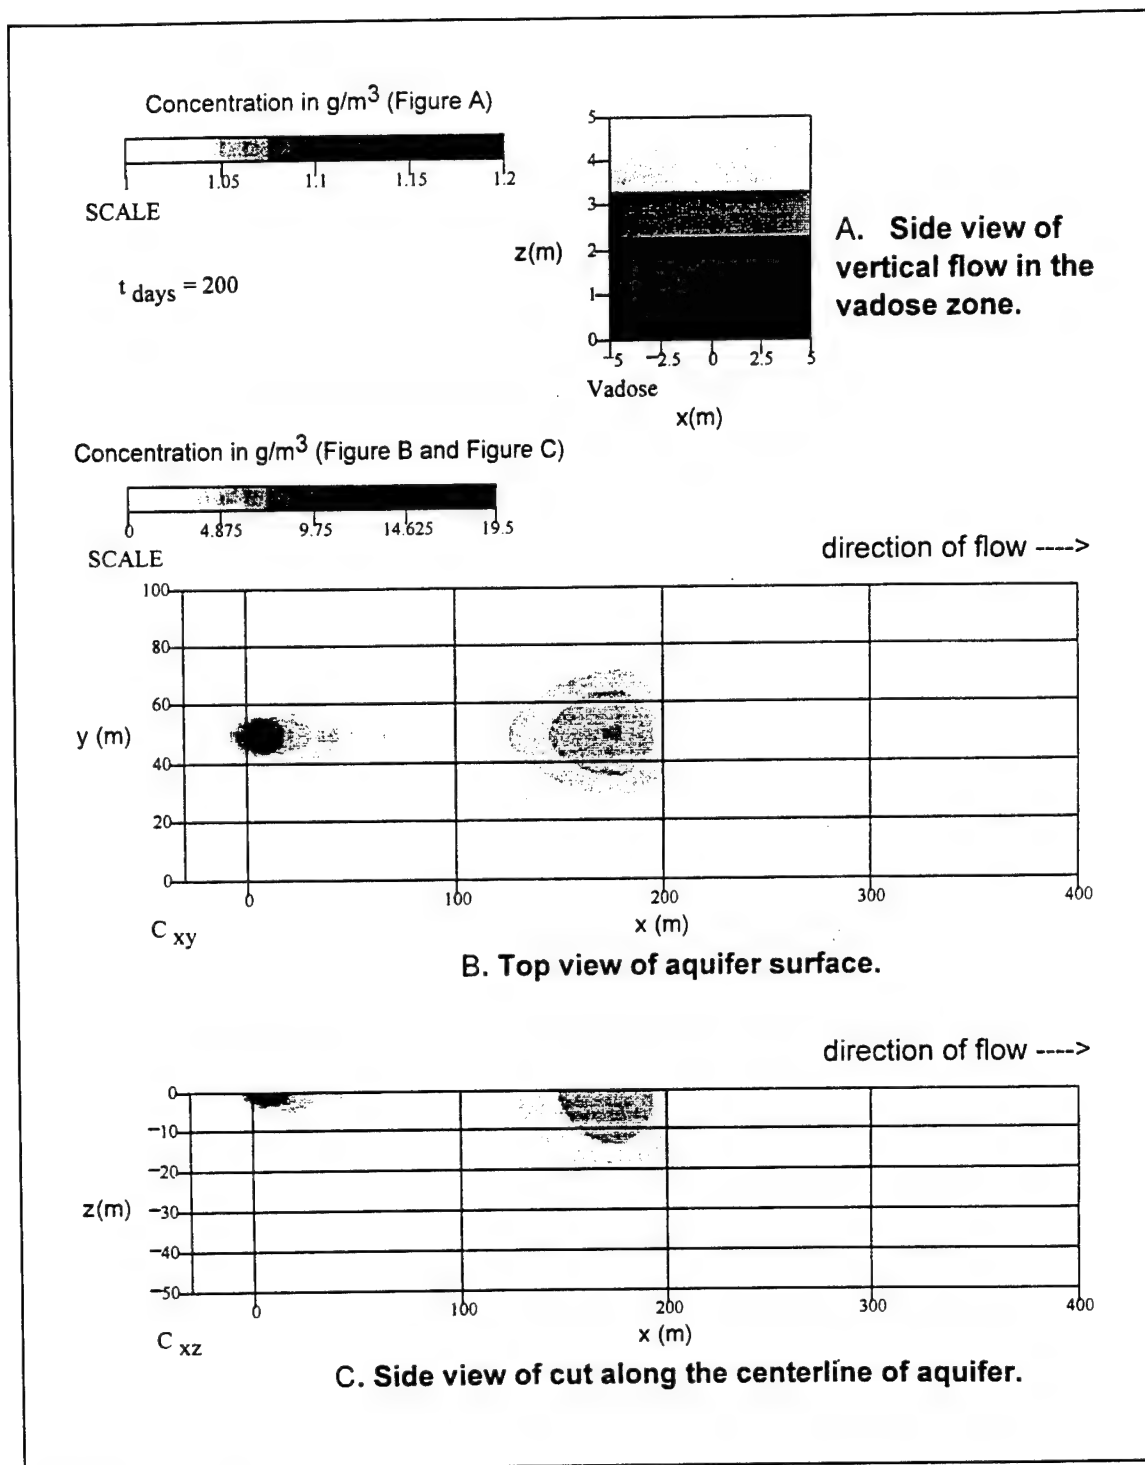 Concentration in g/m3 (Figure A)
1 1.05 1.1 1.15 1.2
SCALE
t days = 200
5
4
3
z(m) 2
1
0
-5 -2.5 0 2.5 5
Vadose
x(m)
A. Side view of
vertical flow in the
vadose zone.
Concentration in g/m3 (Figure B and Figure C)
0 4.875 9.75 14.625 19.5
SCALE
direction of flow ---->
100
80
60
y (m)
40
20
0
0 100 200 300 400
C xy x (m)
B. Top view of aquifer surface.
direction of flow ---->
0
-10
-20
z(m) -30
-40
-50
0 100 200 300 400
C xz x (m)
C. Side view of cut along the centerline of aquifer.